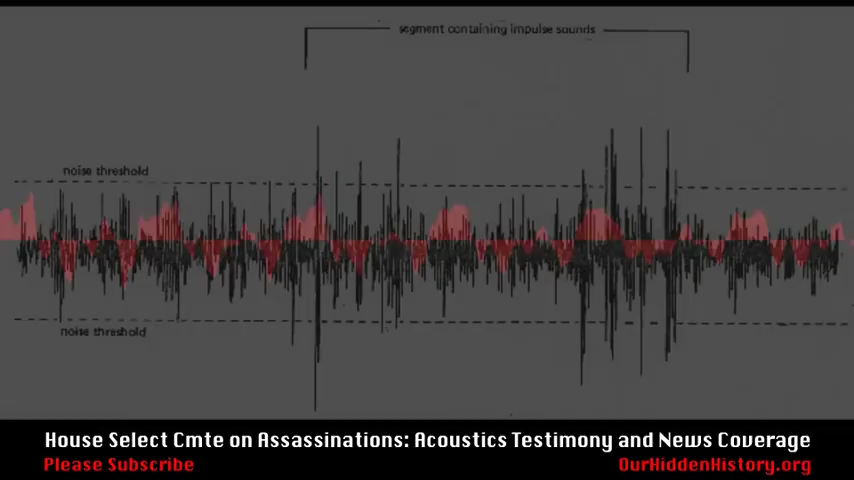 segment containing impulse sounds
noise threshold
noise threshold
House Select Cmte on Assassinations: Acoustics Testimony and News Coverage
Please Subscribe
OurHiddenHistory.org